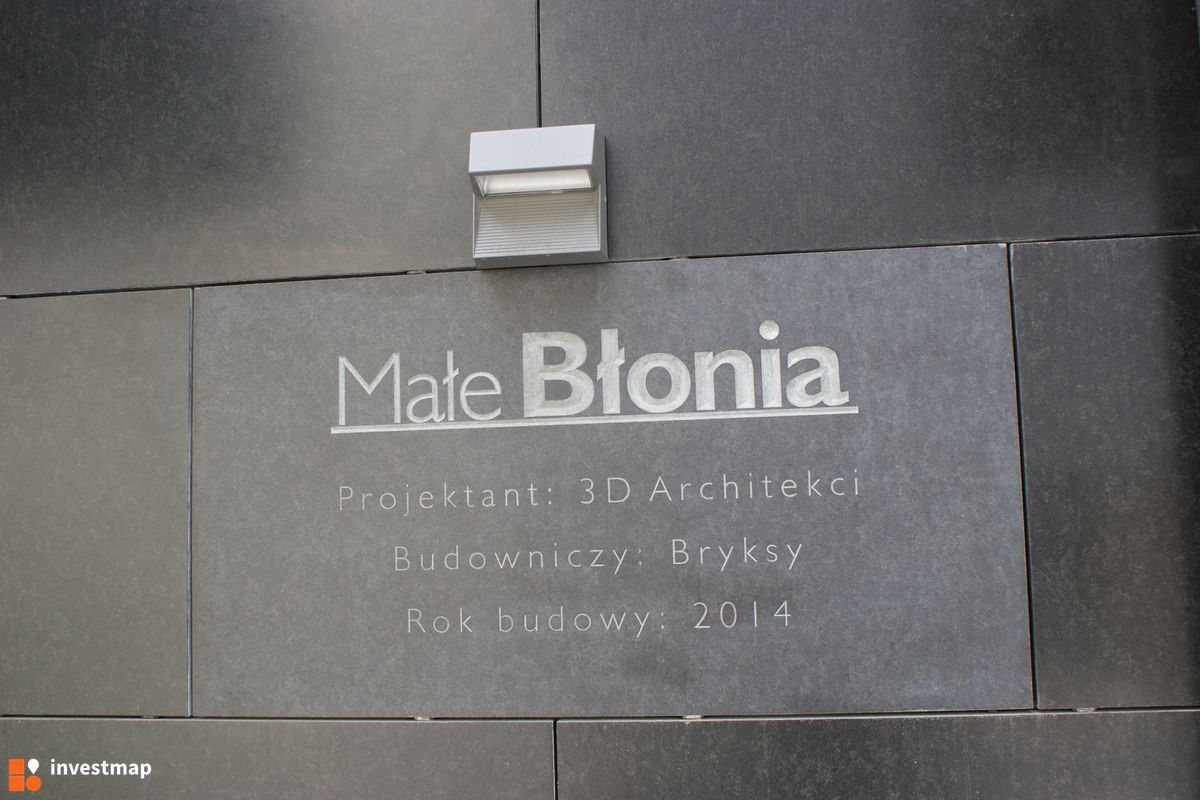 Małe Błonia
Projektant: 3D Architekci
Budowniczy: Bryksy
Rok budowy: 2014
investmap